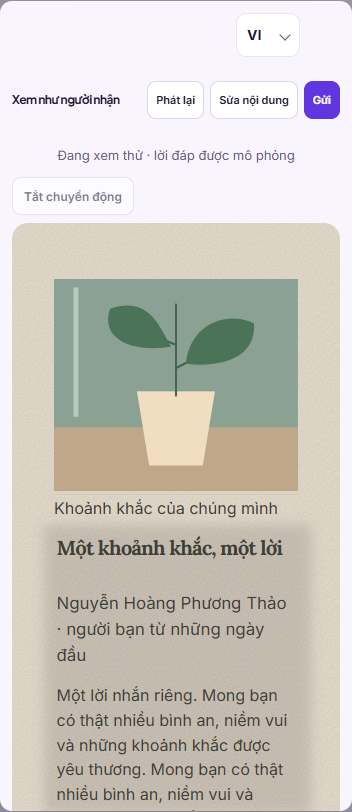 VI
Xem như người nhận
Phát lại
Sửa nội dung
Gửi
Đang xem thử · lời đáp được mô phỏng
Tắt chuyển động
Khoảnh khắc của chúng mình
Một khoảnh khắc, một lời
Nguyễn Hoàng Phương Thảo
· người bạn từ những ngày
đầu
Một lời nhắn riêng. Mong bạn
có thật nhiều bình an, niềm vui
và những khoảnh khắc được
yêu thương. Mong bạn có thật
nhiều bình an, niềm vui và